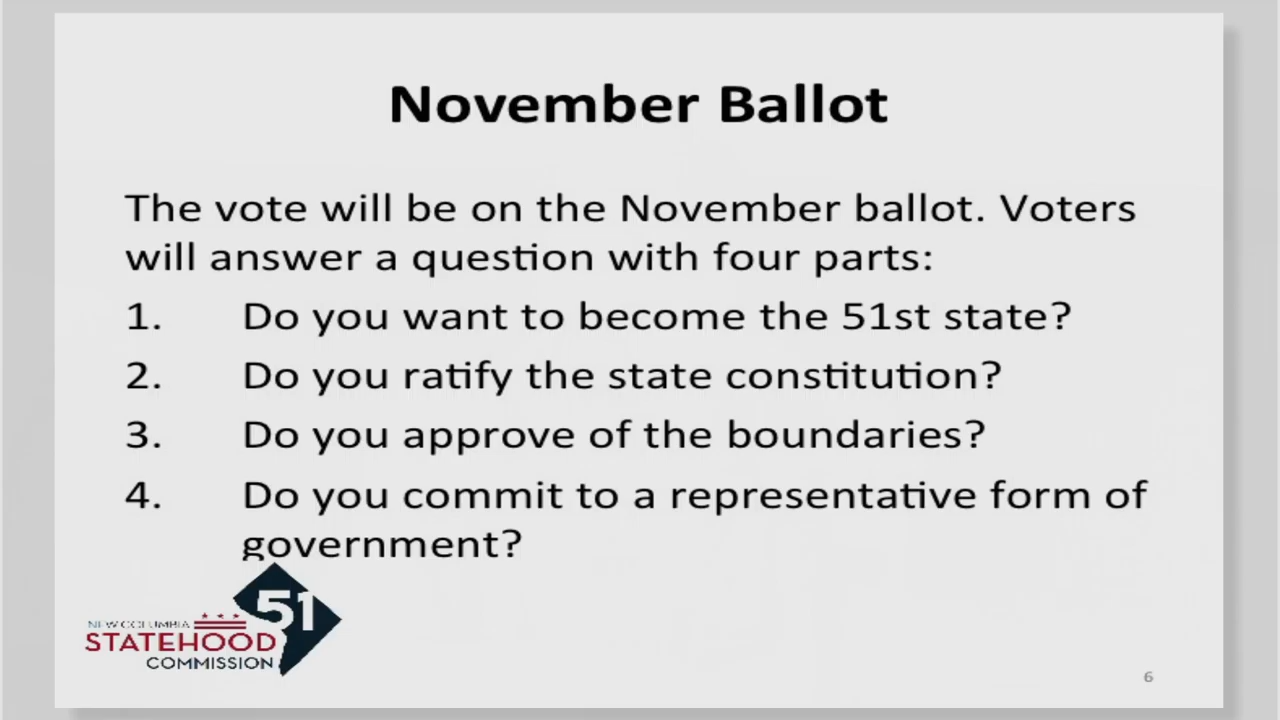 November Ballot
The vote will be on the November ballot. Voters
will answer a question with four parts:
1. Do you want to become the 51st state?
2. Do you ratify the state constitution?
3. Do you approve of the boundaries?
4. Do you commit to a representative form of
government?
51
NEW COLUMBIA
STATEHOOD
COMMISSION
6